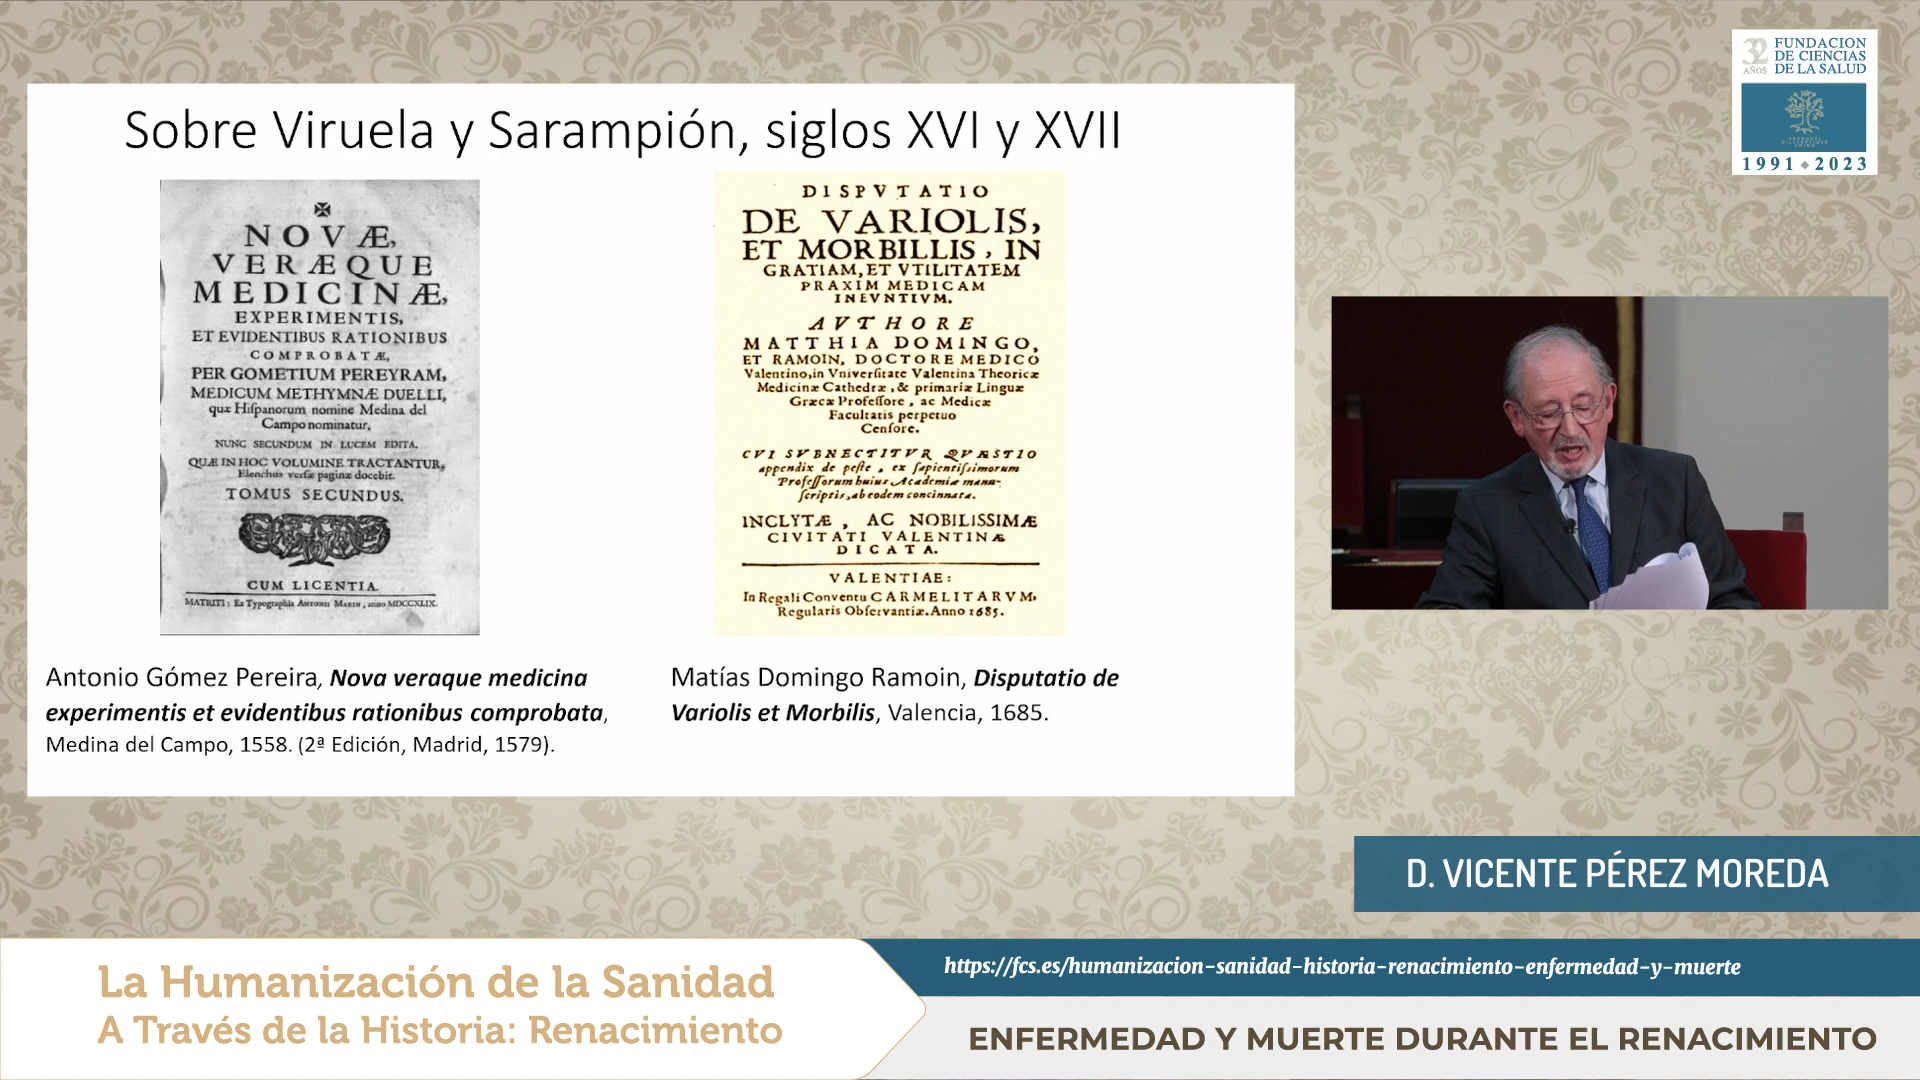 Sobre Viruela y Sarampión, siglos XVI y XVII
NOVÆ,
VERÆQUE
MEDICINÆ,
EXPERIMENTIS,
ET EVIDENTIBUS RATIONIBUS
COMPROBATÆ,
PER GOMETIUM PEREYRAM,
MEDICUM METHYMNÆ DUELLI,
quæ Hiſpanorum nomine Medina del
Campo nominatur,
NUNC SECUNDUM IN LUCEM EDITA.
QUÆ IN HOC VOLUMINE TRACTANTUR,
Elenchus verſæ paginæ docebit.
TOMUS SECUNDUS.
CUM LICENTIA.
MATRITI: Ex Typographia ANTONII MARIN, anno MDCCXLIX.
DISPVTATIO
DE VARIOLIS,
ET MORBILLIS, IN
GRATIAM, ET VTILITATEM
PRAXIM MEDICAM
INEVNTIVM.
AVTHORE
MATTHIA DOMINGO,
ET RAMOIN, DOCTORE MEDICO
Valentino, in Vniverſitate Valentina Theoricæ
Medicinæ Cathedræ, & primariæ Linguæ
Græcæ Profeſſore, ac Medicæ
Facultatis perpetuo
Cenſore.
CVI SVBNECTITVR QVÆSTIO
appendix de peſte, ex ſapientiſſimorum
Profeſſorum huius Academiæ manu-
ſcriptis, ab eodem concinnata.
INCLYTÆ, AC NOBILISSIMÆ
CIVITATI VALENTINÆ
DICATA.
VALENTIAE:
In Regali Conventu CARMELITARVM,
Regularis Obſervantiæ. Anno 1685.
Antonio Gómez Pereira, Nova veraque medicina
experimentis et evidentibus rationibus comprobata,
Medina del Campo, 1558. (2ª Edición, Madrid, 1579).
Matías Domingo Ramoin, Disputatio de
Variolis et Morbilis, Valencia, 1685.
32 AÑOS
FUNDACION
DE CIENCIAS
DE LA SALUD
1991 ◆ 2023
D. VICENTE PÉREZ MOREDA
La Humanización de la Sanidad
A Través de la Historia: Renacimiento
https://fcs.es/humanizacion-sanidad-historia-renacimiento-enfermedad-y-muerte
ENFERMEDAD Y MUERTE DURANTE EL RENACIMIENTO